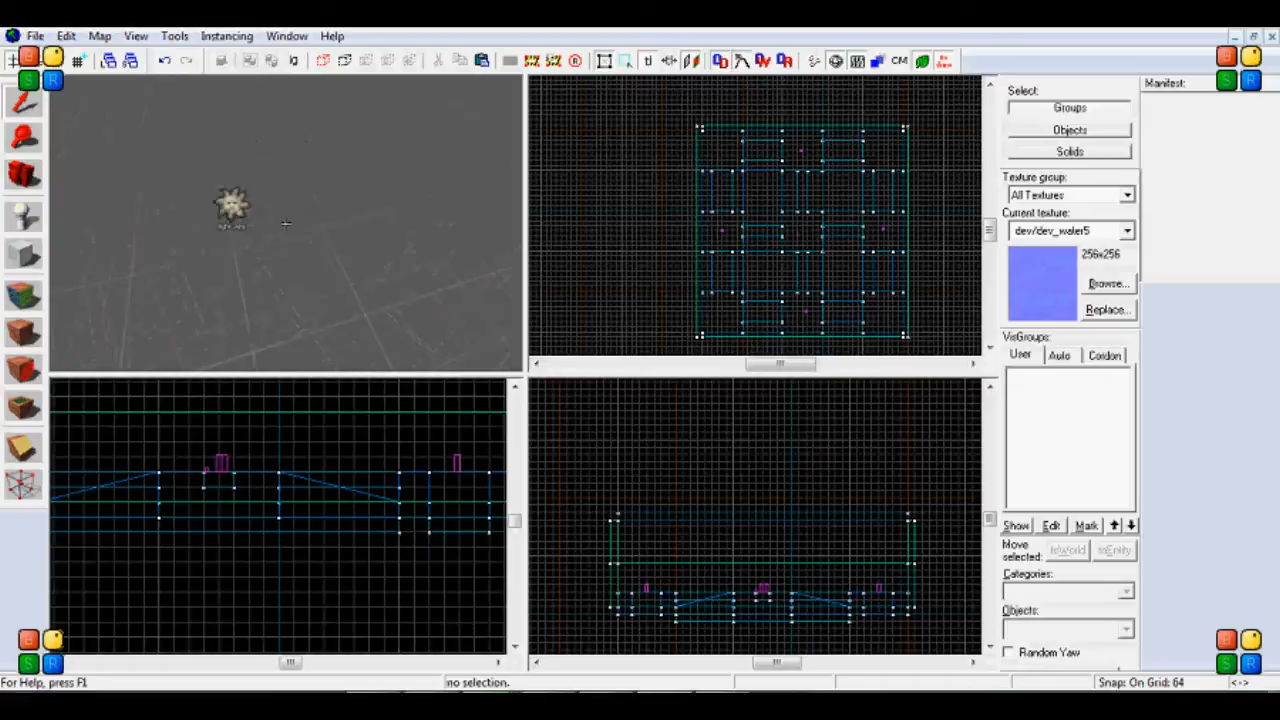 File Edit Map View Tools Instancing Window Help
CM
Select:
Groups
Objects
Solids
Manifest:
Texture group:
All Textures
Current texture:
dev/dev_water5
256x256
Browse...
Replace...
VisGroups:
User Auto Cordon
Show Edit Mark
Move selected: toWorld toEntity
Categories:
Objects:
Random Yaw
For Help, press F1 no selection. Snap: On Grid: 64 <->
B
S R
B
S R
B
S R
B
S R